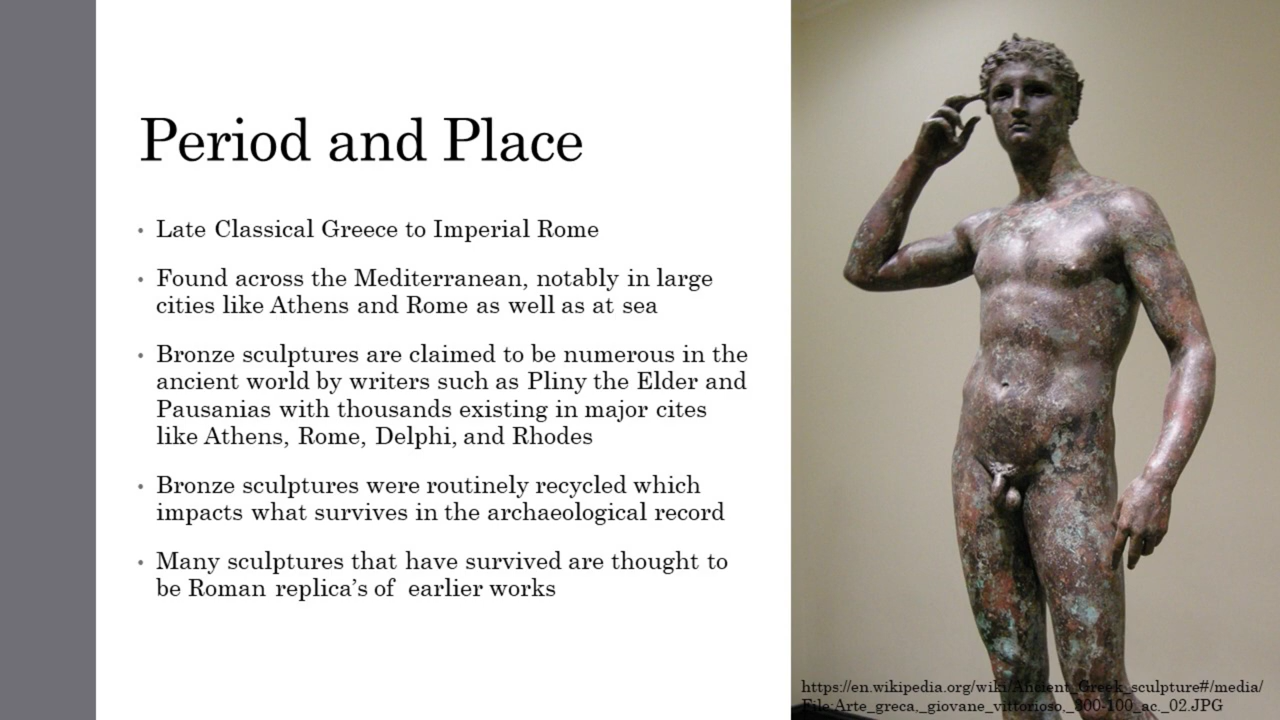 Period and Place
• Late Classical Greece to Imperial Rome
• Found across the Mediterranean, notably in large
cities like Athens and Rome as well as at sea
• Bronze sculptures are claimed to be numerous in the
ancient world by writers such as Pliny the Elder and
Pausanias with thousands existing in major cites
like Athens, Rome, Delphi, and Rhodes
• Bronze sculptures were routinely recycled which
impacts what survives in the archaeological record
• Many sculptures that have survived are thought to
be Roman replica’s of  earlier works
https://en.wikipedia.org/wiki/Ancient_Greek_sculpture#/media/
File:Arte_greca,_giovane_vittorioso,_300-100_ac._02.JPG